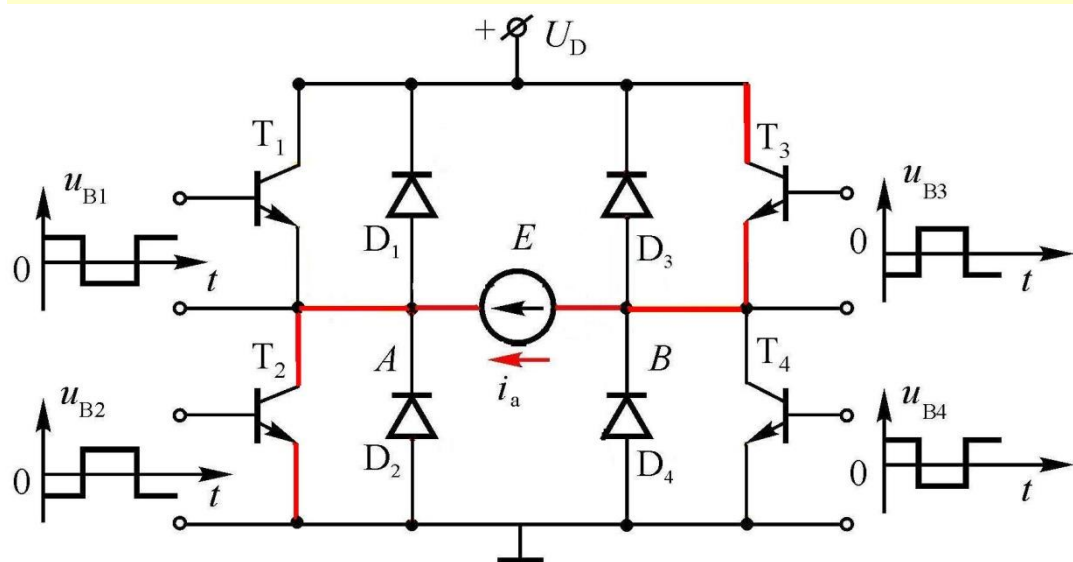 + U_D
T_1
T_3
u_B1
u_B3
0
t
D_1
E
D_3
0
t
T_2
A
B
T_4
i_a
u_B2
u_B4
0
t
D_2
D_4
0
t